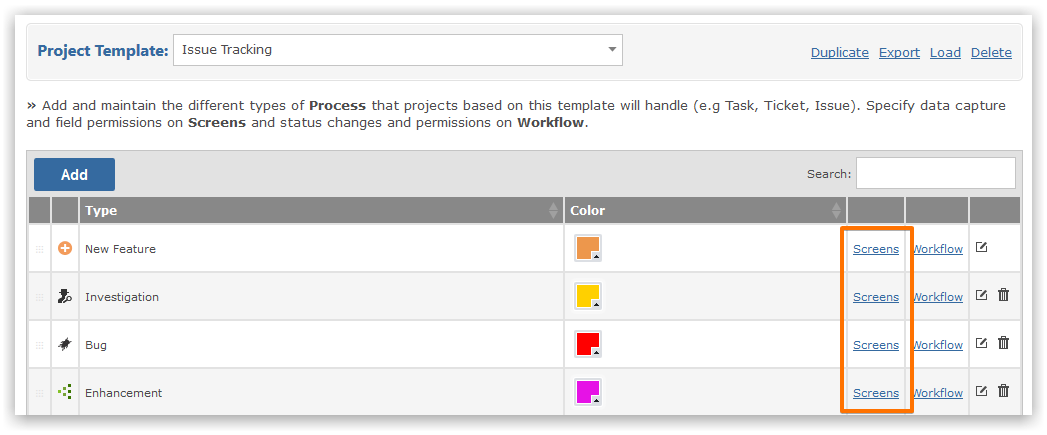 Project Template: Issue Tracking Duplicate Export Load Delete
» Add and maintain the different types of Process that projects based on this template will handle (e.g Task, Ticket, Issue). Specify data capture
and field permissions on Screens and status changes and permissions on Workflow.
Add Search:
Type Color
New Feature Screens Workflow
Investigation Screens Workflow
Bug Screens Workflow
Enhancement Screens Workflow